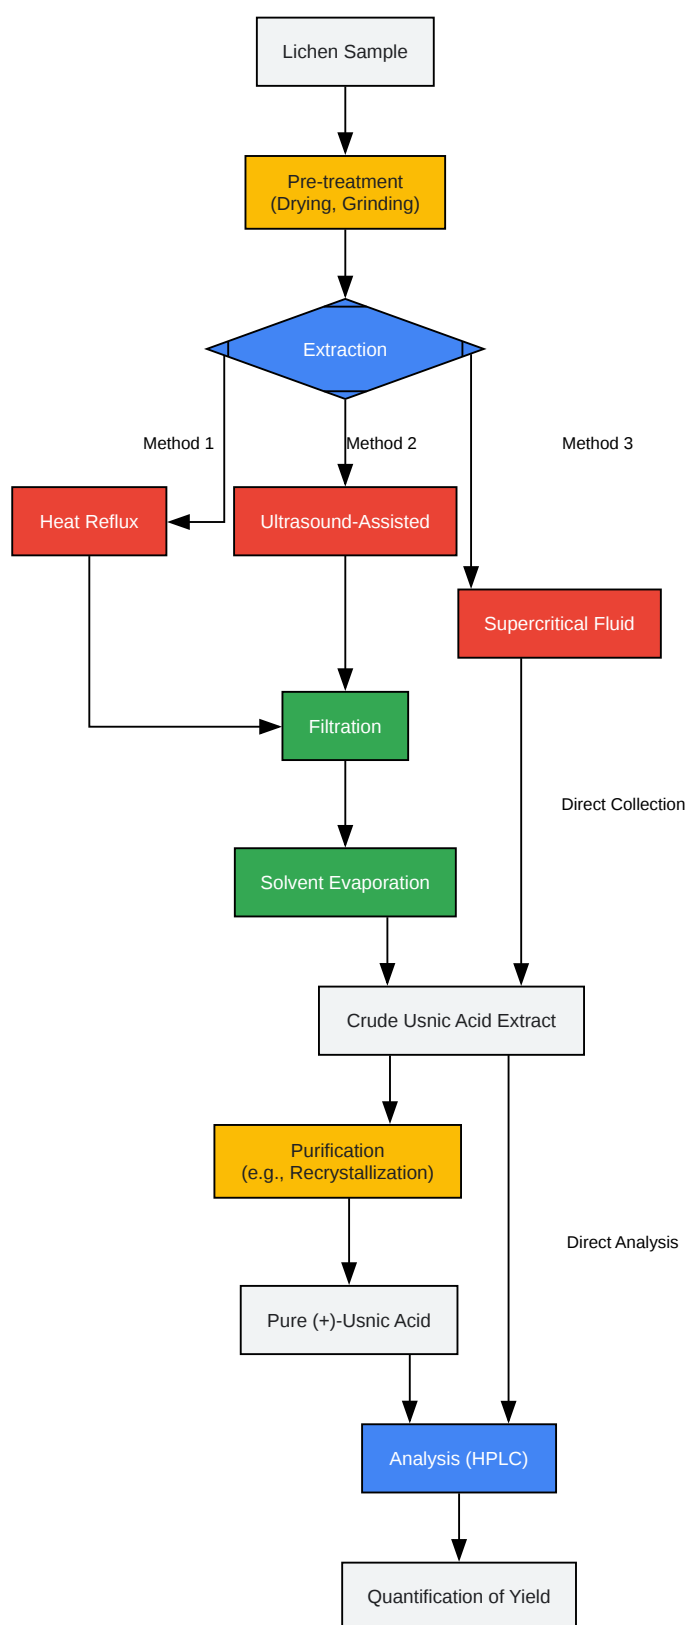 Lichen Sample
Pre-treatment
(Drying, Grinding)
Extraction
Method 1
Method 2
Method 3
Heat Reflux
Ultrasound-Assisted
Supercritical Fluid
Filtration
Direct Collection
Solvent Evaporation
Crude Usnic Acid Extract
Purification
(e.g., Recrystallization)
Direct Analysis
Pure (+)-Usnic Acid
Analysis (HPLC)
Quantification of Yield